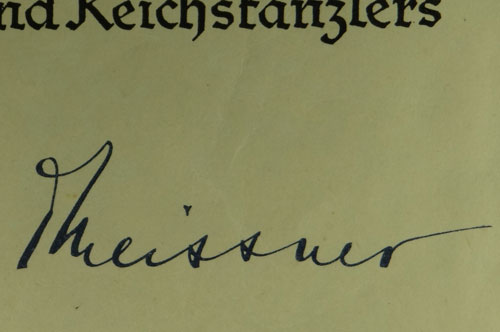 nd Reichskanzlers
Meissner